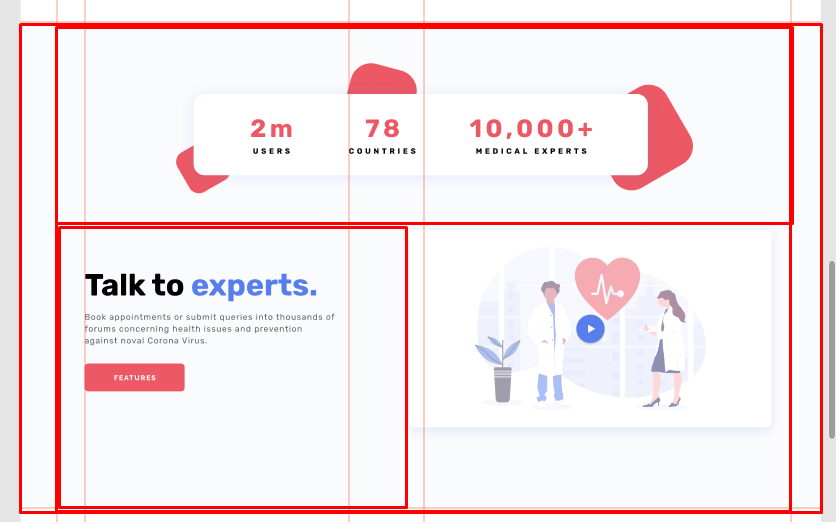 2m
78
10,000+
USERS
COUNTRIES
MEDICAL EXPERTS
Talk to experts.
Book appointments or submit queries into thousands of
forums concerning health issues and prevention
against noval Corona Virus.
FEATURES